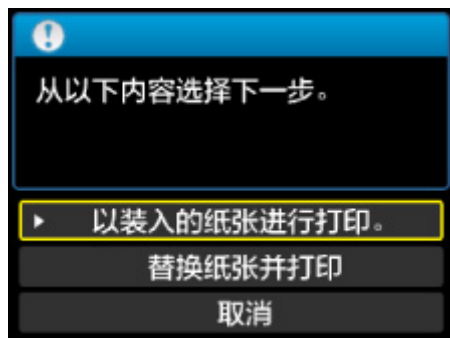 从以下内容选择下一步。
以装入的纸张进行打印。
替换纸张并打印
取消